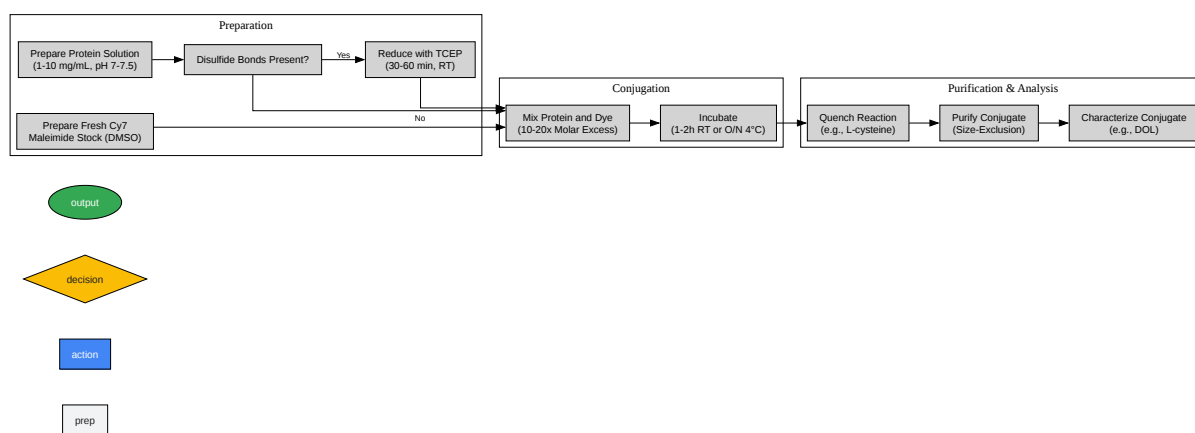 Preparation
Prepare Protein Solution
(1-10 mg/mL, pH 7-7.5)
Disulfide Bonds Present?
Yes
Reduce with TCEP
(30-60 min, RT)
No
Prepare Fresh Cy7
Maleimide Stock (DMSO)
Conjugation
Mix Protein and Dye
(10-20x Molar Excess)
Incubate
(1-2h RT or O/N 4°C)
Purification & Analysis
Quench Reaction
(e.g., L-cysteine)
Purify Conjugate
(Size-Exclusion)
Characterize Conjugate
(e.g., DOL)
output
decision
action
prep